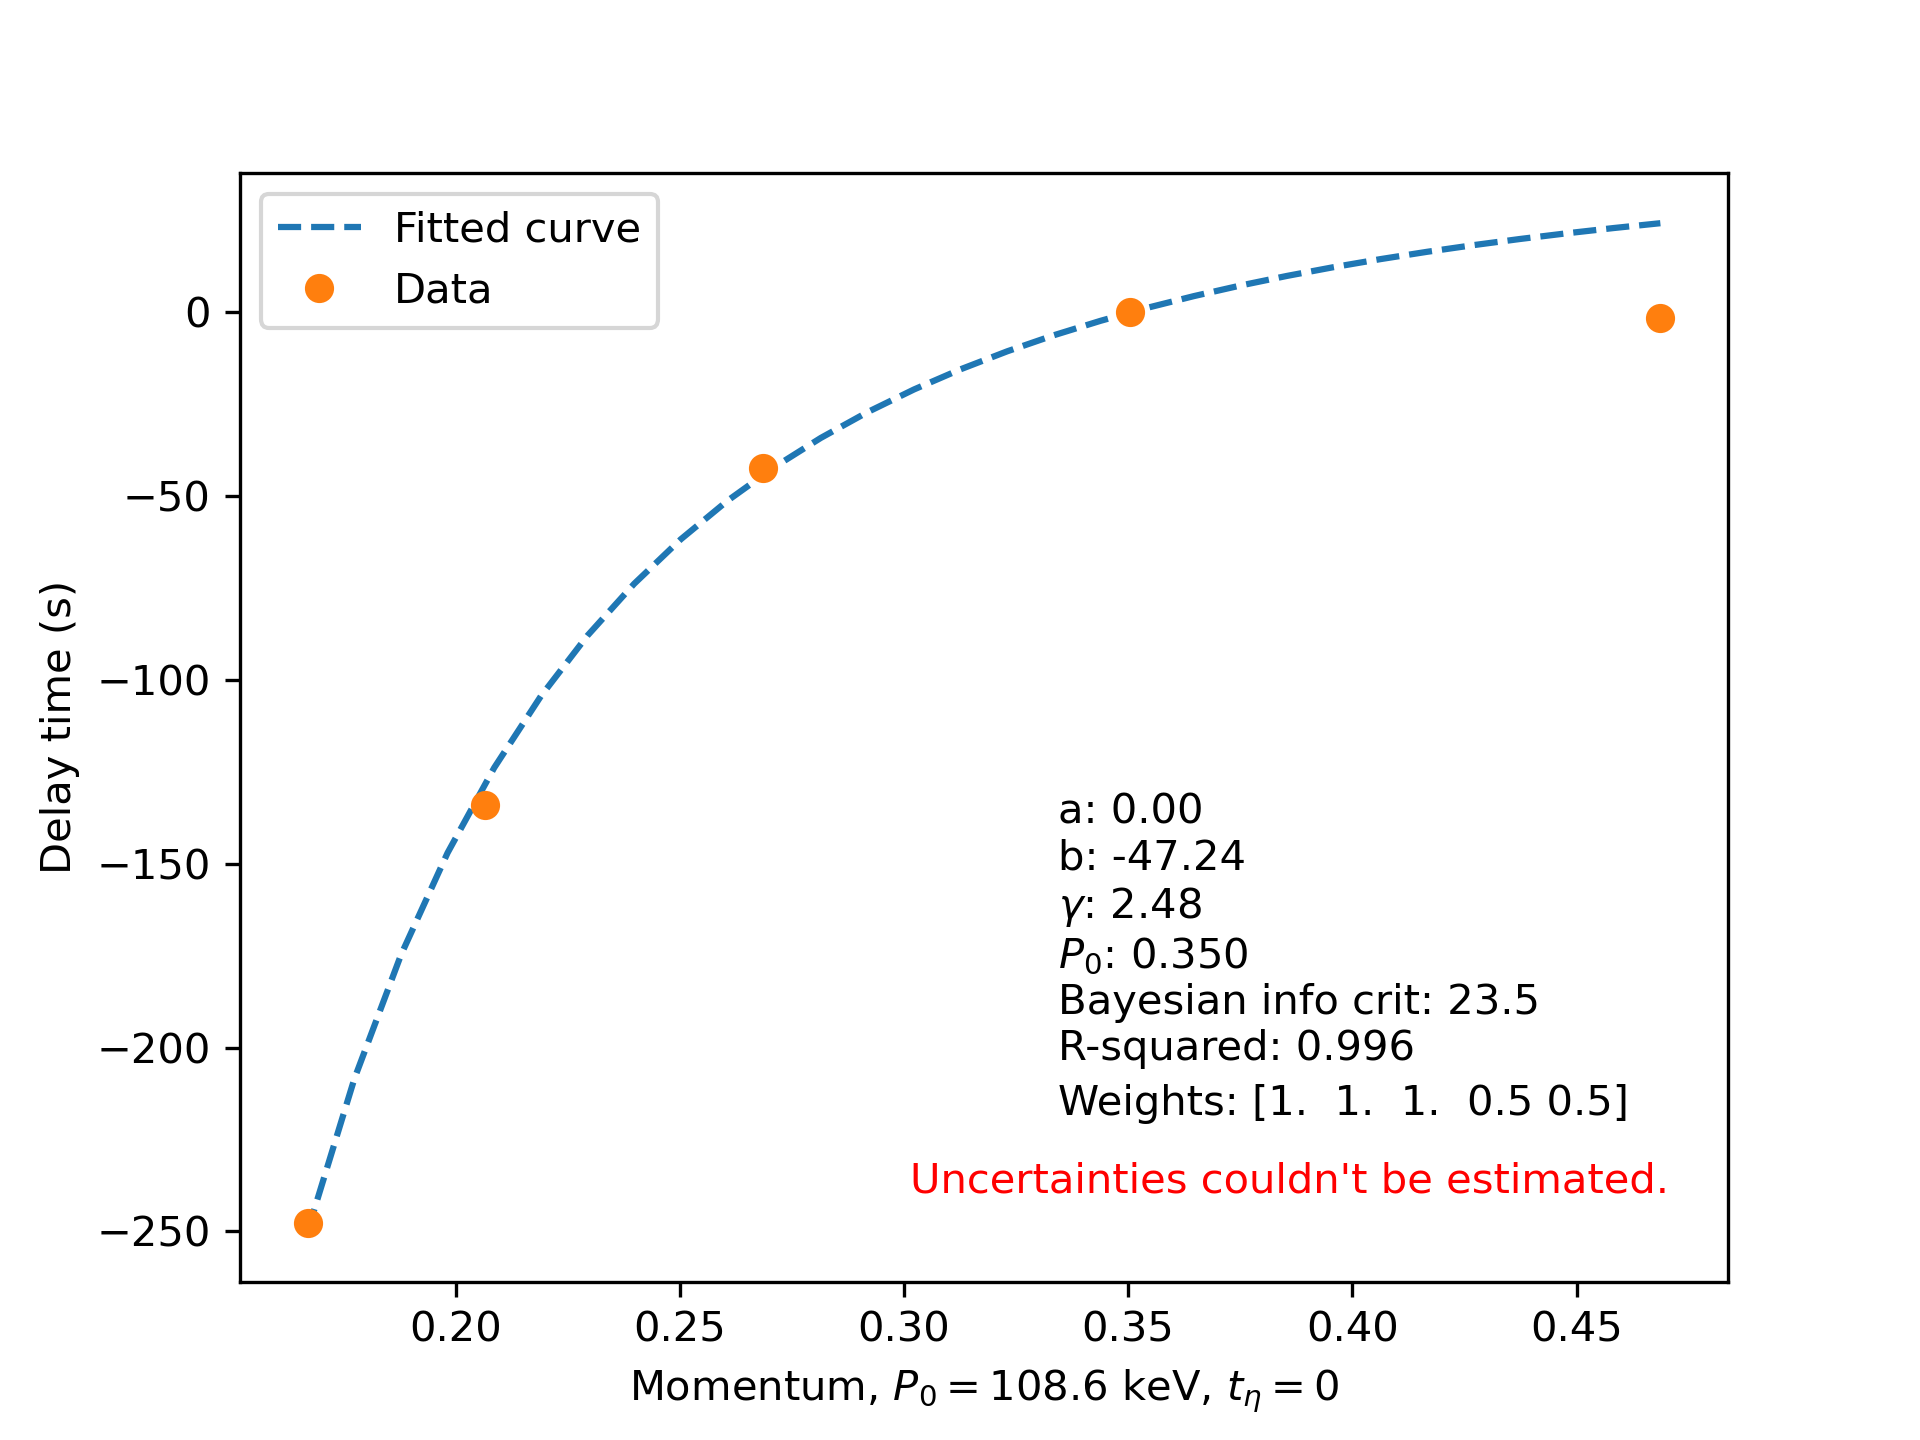 Fitted curve
Data
0
−50
−100
−150
−200
−250
Delay time (s)
a: 0.00
b: -47.24
γ: 2.48
P₀: 0.350
Bayesian info crit: 23.5
R-squared: 0.996
Weights: [1.  1.  1.  0.5 0.5]
Uncertainties couldn't be estimated.
0.20 0.25 0.30 0.35 0.40 0.45
Momentum, P₀ = 108.6 keV, t_η = 0